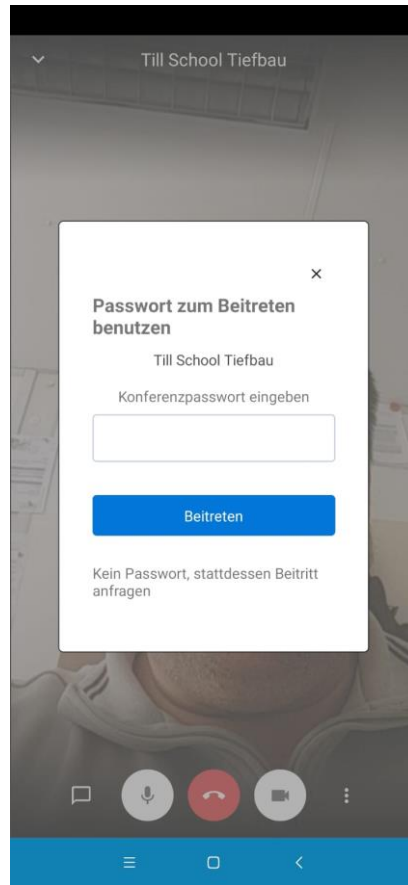 Till School Tiefbau
Passwort zum Beitreten
benutzen
Till School Tiefbau
Konferenzpasswort eingeben
Beitreten
Kein Passwort, stattdessen Beitritt
anfragen